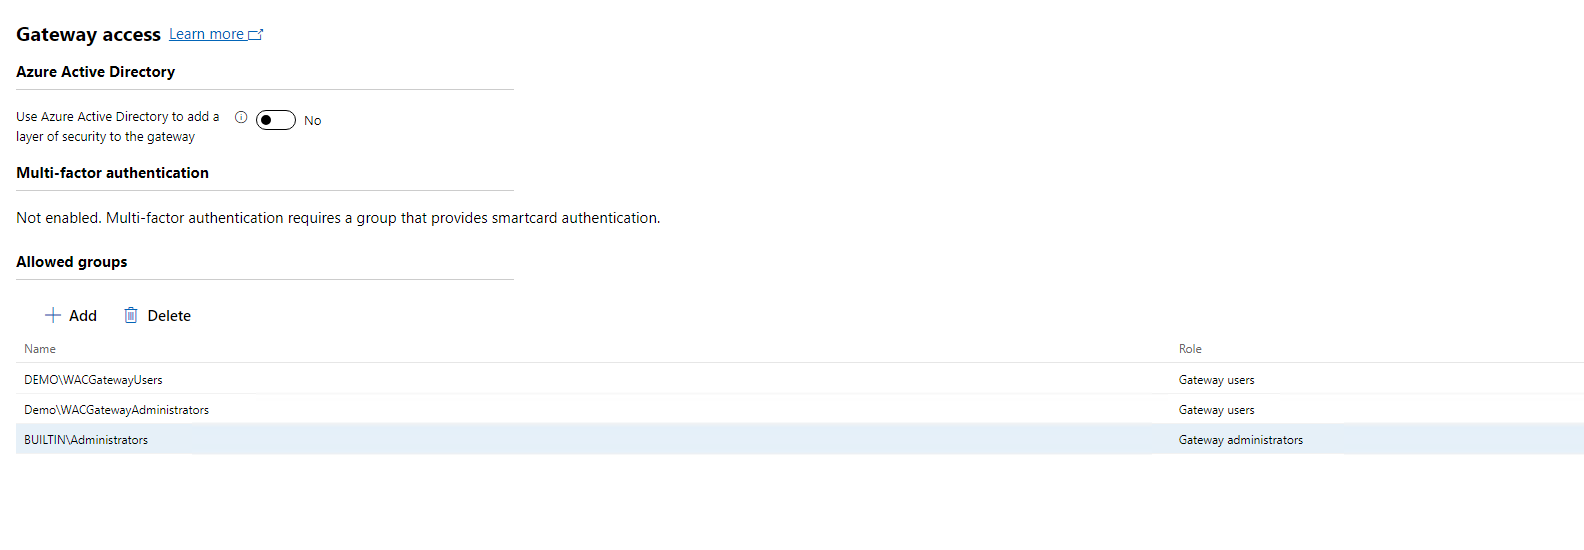 Gateway access Learn more
Azure Active Directory
Use Azure Active Directory to add a
layer of security to the gateway
No
Multi-factor authentication
Not enabled. Multi-factor authentication requires a group that provides smartcard authentication.
Allowed groups
Add Delete
Name Role
DEMO\WACGatewayUsers Gateway users
Demo\WACGatewayAdministrators Gateway users
BUILTIN\Administrators Gateway administrators